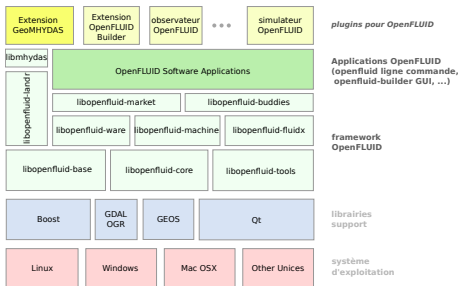 Extension
GeoMHYDAS
Extension
OpenFLUID
Builder
observateur
OpenFLUID
simulateur
OpenFLUID
plugins pour OpenFLUID
libmhydas
libopenfluid-landr
OpenFLUID Software Applications
Applications OpenFLUID
(openfluid ligne commande,
openfluid-builder GUI, ...)
libopenfluid-market
libopenfluid-buddies
libopenfluid-ware
libopenfluid-machine
libopenfluid-fluidx
framework
OpenFLUID
libopenfluid-base
libopenfluid-core
libopenfluid-tools
Boost
GDAL
OGR
GEOS
Qt
librairies
support
Linux
Windows
Mac OSX
Other Unices
système
d'exploitation